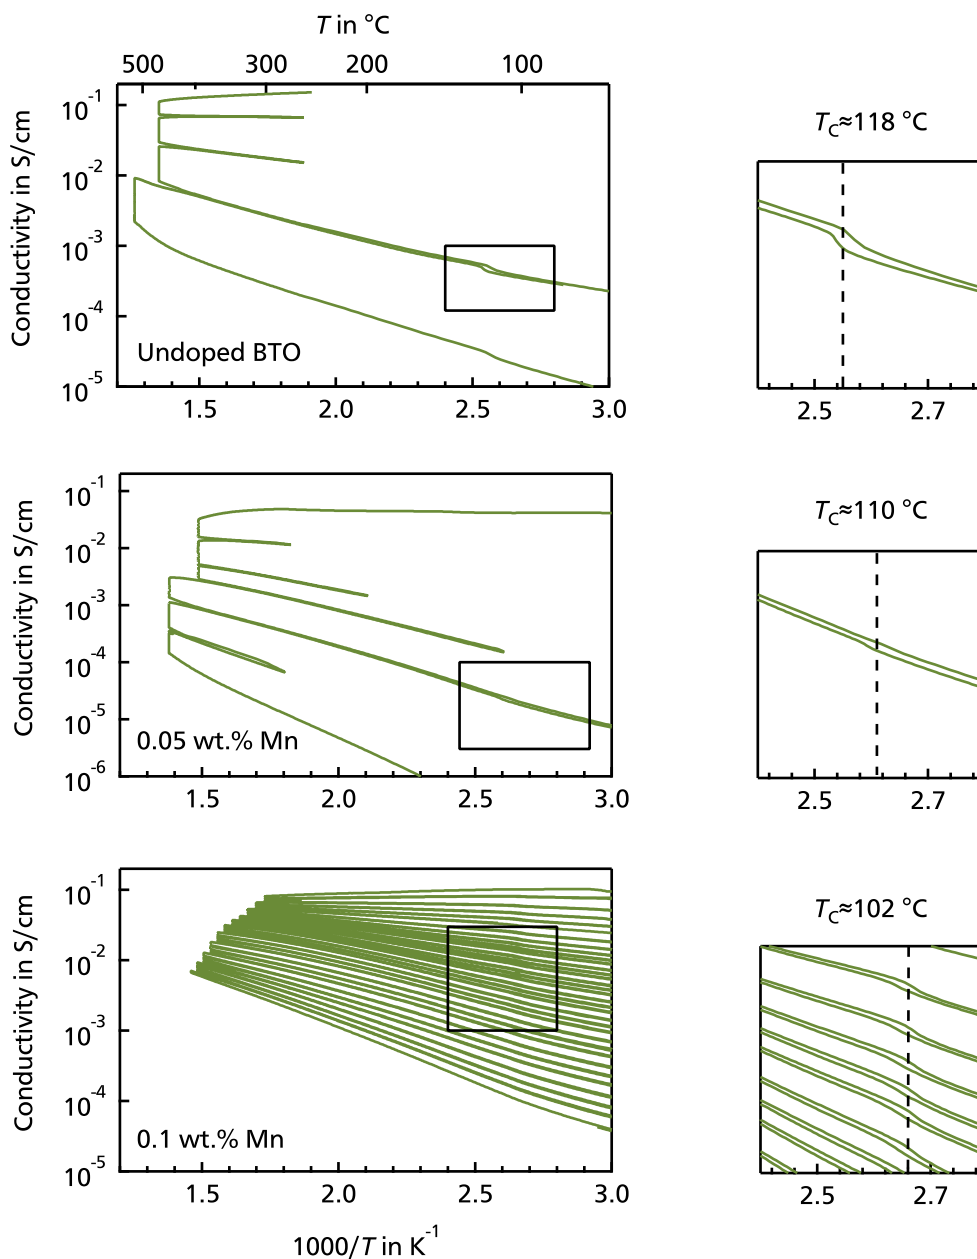 T in °C
500 300 200 100
Conductivity in S/cm
10⁻¹
10⁻²
10⁻³
10⁻⁴
10⁻⁵
Undoped BTO
1.5 2.0 2.5 3.0
T_C≈118 °C
2.5 2.7
Conductivity in S/cm
10⁻¹
10⁻²
10⁻³
10⁻⁴
10⁻⁵
10⁻⁶
0.05 wt.% Mn
1.5 2.0 2.5 3.0
T_C≈110 °C
2.5 2.7
Conductivity in S/cm
10⁻¹
10⁻²
10⁻³
10⁻⁴
10⁻⁵
0.1 wt.% Mn
1.5 2.0 2.5 3.0
1000/T in K⁻¹
T_C≈102 °C
2.5 2.7